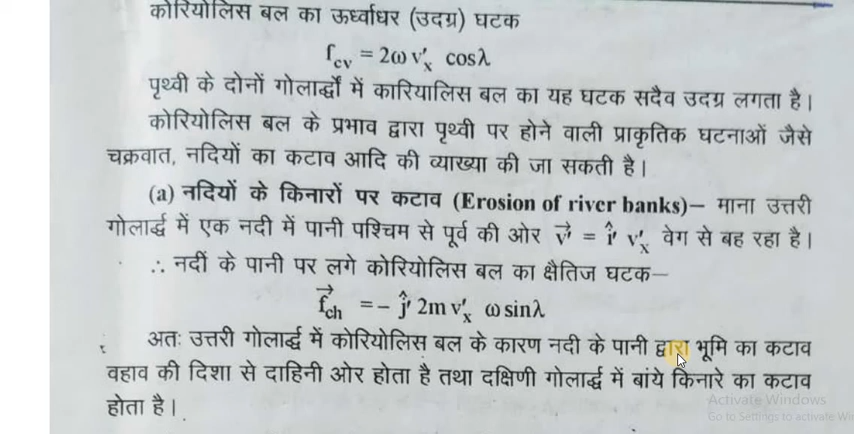 कोरियोलिस बल का ऊर्ध्वाधर (उदग्र) घटक
f_cv = 2ω v′_x cosλ
पृथ्वी के दोनों गोलार्द्धों में कारियालिस बल का यह घटक सदैव उदग्र लगता है।
कोरियोलिस बल के प्रभाव द्वारा पृथ्वी पर होने वाली प्राकृतिक घटनाओं जैसे
चक्रवात, नदियों का कटाव आदि की व्याख्या की जा सकती है।
(a) नदियों के किनारों पर कटाव (Erosion of river banks)– माना उत्तरी
गोलार्द्ध में एक नदी में पानी पश्चिम से पूर्व की ओर v⃗′ = î′ v′_x वेग से बह रहा है।
∴ नदीं के पानी पर लगे कोरियोलिस बल का क्षैतिज घटक–
f⃗_ch = – ĵ′ 2m v′_x ω sinλ
अतः उत्तरी गोलार्द्ध में कोरियोलिस बल के कारण नदी के पानी द्वारा भूमि का कटाव
वहाव की दिशा से दाहिनी ओर होता है तथा दक्षिणी गोलार्द्ध में बांये किनारे का कटाव
होता है।
Activate Windows
Go to Settings to activate Wi